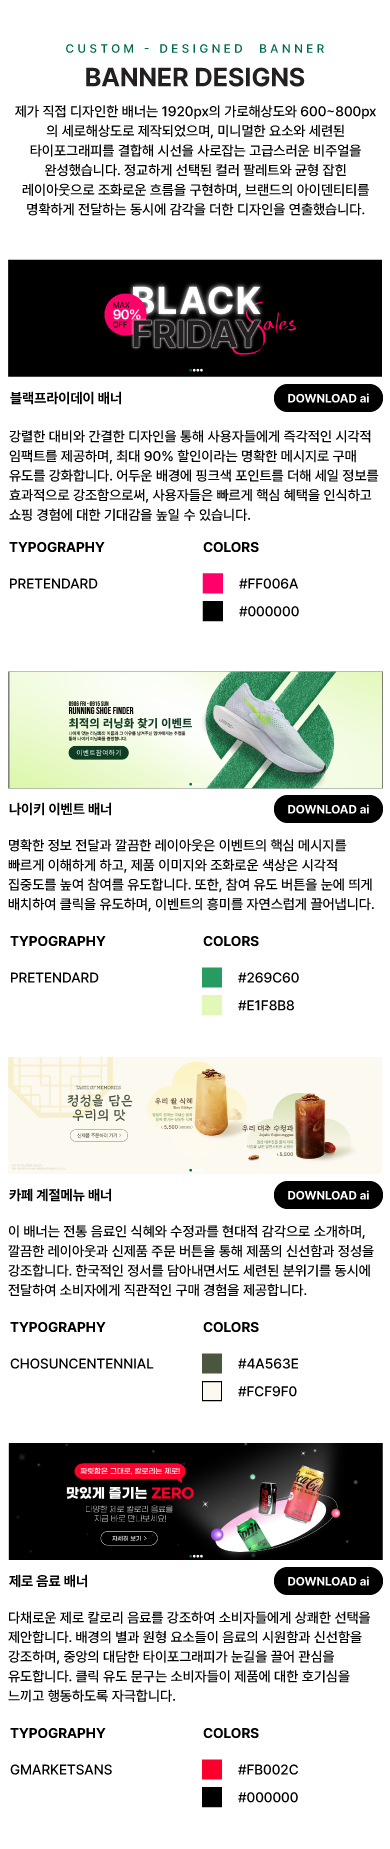 CUSTOM - DESIGNED BANNER
BANNER DESIGNS
제가 직접 디자인한 배너는 1920px의 가로해상도와 600~800px
의 세로해상도로 제작되었으며, 미니멀한 요소와 세련된
타이포그래피를 결합해 시선을 사로잡는 고급스러운 비주얼을
완성했습니다. 정교하게 선택된 컬러 팔레트와 균형 잡힌
레이아웃으로 조화로운 흐름을 구현하며, 브랜드의 아이덴티티를
명확하게 전달하는 동시에 감각을 더한 디자인을 연출했습니다.
MAX
90%
OFF
BLACK
FRIDAY
Sales
블랙프라이데이 배너
DOWNLOAD ai
강렬한 대비와 간결한 디자인을 통해 사용자들에게 즉각적인 시각적
임팩트를 제공하며, 최대 90% 할인이라는 명확한 메시지로 구매
유도를 강화합니다. 어두운 배경에 핑크색 포인트를 더해 세일 정보를
효과적으로 강조함으로써, 사용자들은 빠르게 핵심 혜택을 인식하고
쇼핑 경험에 대한 기대감을 높일 수 있습니다.
TYPOGRAPHY
COLORS
PRETENDARD
#FF006A
#000000
0906 FRI - 0915 SUN
RUNNING SHOE FINDER
최적의 러닝화 찾기 이벤트
이벤트참여하기
나이키 이벤트 배너
DOWNLOAD ai
명확한 정보 전달과 깔끔한 레이아웃은 이벤트의 핵심 메시지를
빠르게 이해하게 하고, 제품 이미지와 조화로운 색상은 시각적
집중도를 높여 참여를 유도합니다. 또한, 참여 유도 버튼을 눈에 띄게
배치하여 클릭을 유도하며, 이벤트의 흥미를 자연스럽게 끌어냅니다.
TYPOGRAPHY
COLORS
PRETENDARD
#269C60
#E1F8B8
TASTE OF MEMORIES
정성을 담은
우리의 맛
신제품 주문하러 가기 >
우리 쌀 식혜
5,500
우리 대추 수정과
5,500
카페 계절메뉴 배너
DOWNLOAD ai
이 배너는 전통 음료인 식혜와 수정과를 현대적 감각으로 소개하며,
깔끔한 레이아웃과 신제품 주문 버튼을 통해 제품의 신선함과 정성을
강조합니다. 한국적인 정서를 담아내면서도 세련된 분위기를 동시에
전달하여 소비자에게 직관적인 구매 경험을 제공합니다.
TYPOGRAPHY
COLORS
CHOSUNCENTENNIAL
#4A563E
#FCF9F0
짜릿함은 그대로, 칼로리는 제로!
맛있게 즐기는 ZERO
다양한 제로 칼로리 음료를
지금 바로 만나보세요!
자세히 보기 >
제로 음료 배너
DOWNLOAD ai
다채로운 제로 칼로리 음료를 강조하여 소비자들에게 상쾌한 선택을
제안합니다. 배경의 별과 원형 요소들이 음료의 시원함과 신선함을
강조하며, 중앙의 대담한 타이포그래피가 눈길을 끌어 관심을
유도합니다. 클릭 유도 문구는 소비자들이 제품에 대한 호기심을
느끼고 행동하도록 자극합니다.
TYPOGRAPHY
COLORS
GMARKETSANS
#FB002C
#000000